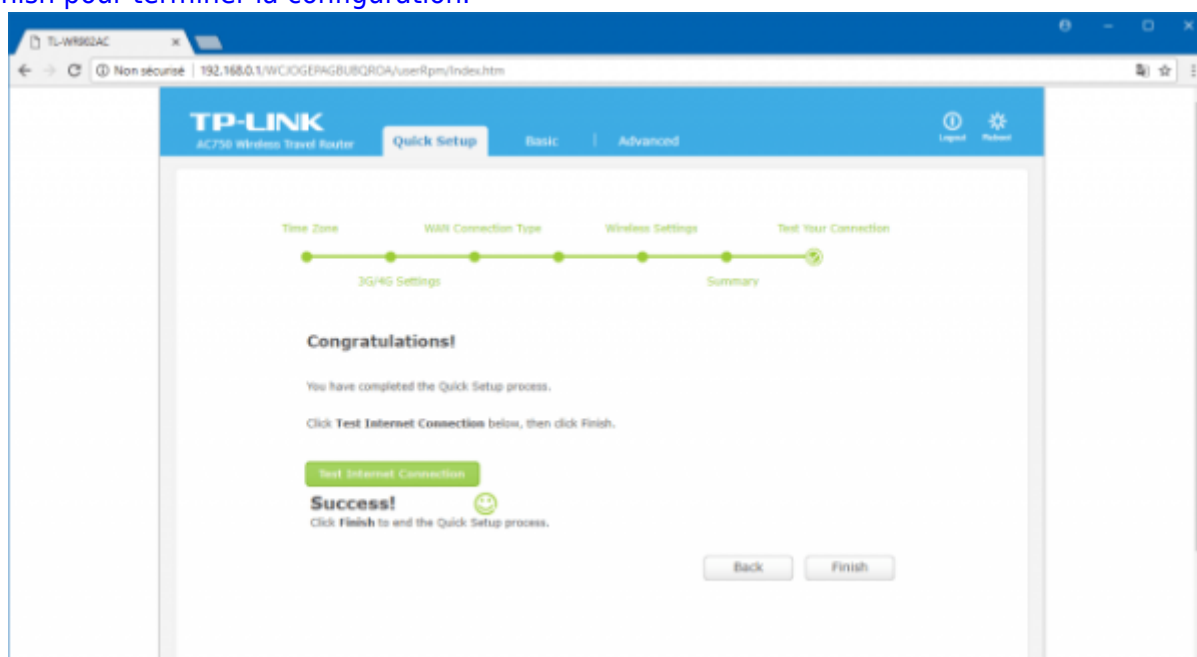 nish pour terminer la configuration.
TL-WR902AC
Non sécurisé | 192.168.0.1/WCJOGEPAGBUBQROA/userRpm/Index.htm
TP-LINK
AC750 Wireless Travel Router
Quick Setup
Basic
Advanced
Logout
Reboot
Time Zone
WAN Connection Type
Wireless Settings
Test Your Connection
3G/4G Settings
Summary
Congratulations!
You have completed the Quick Setup process.
Click Test Internet Connection below, then click Finish.
Test Internet Connection
Success!
Click Finish to end the Quick Setup process.
Back
Finish